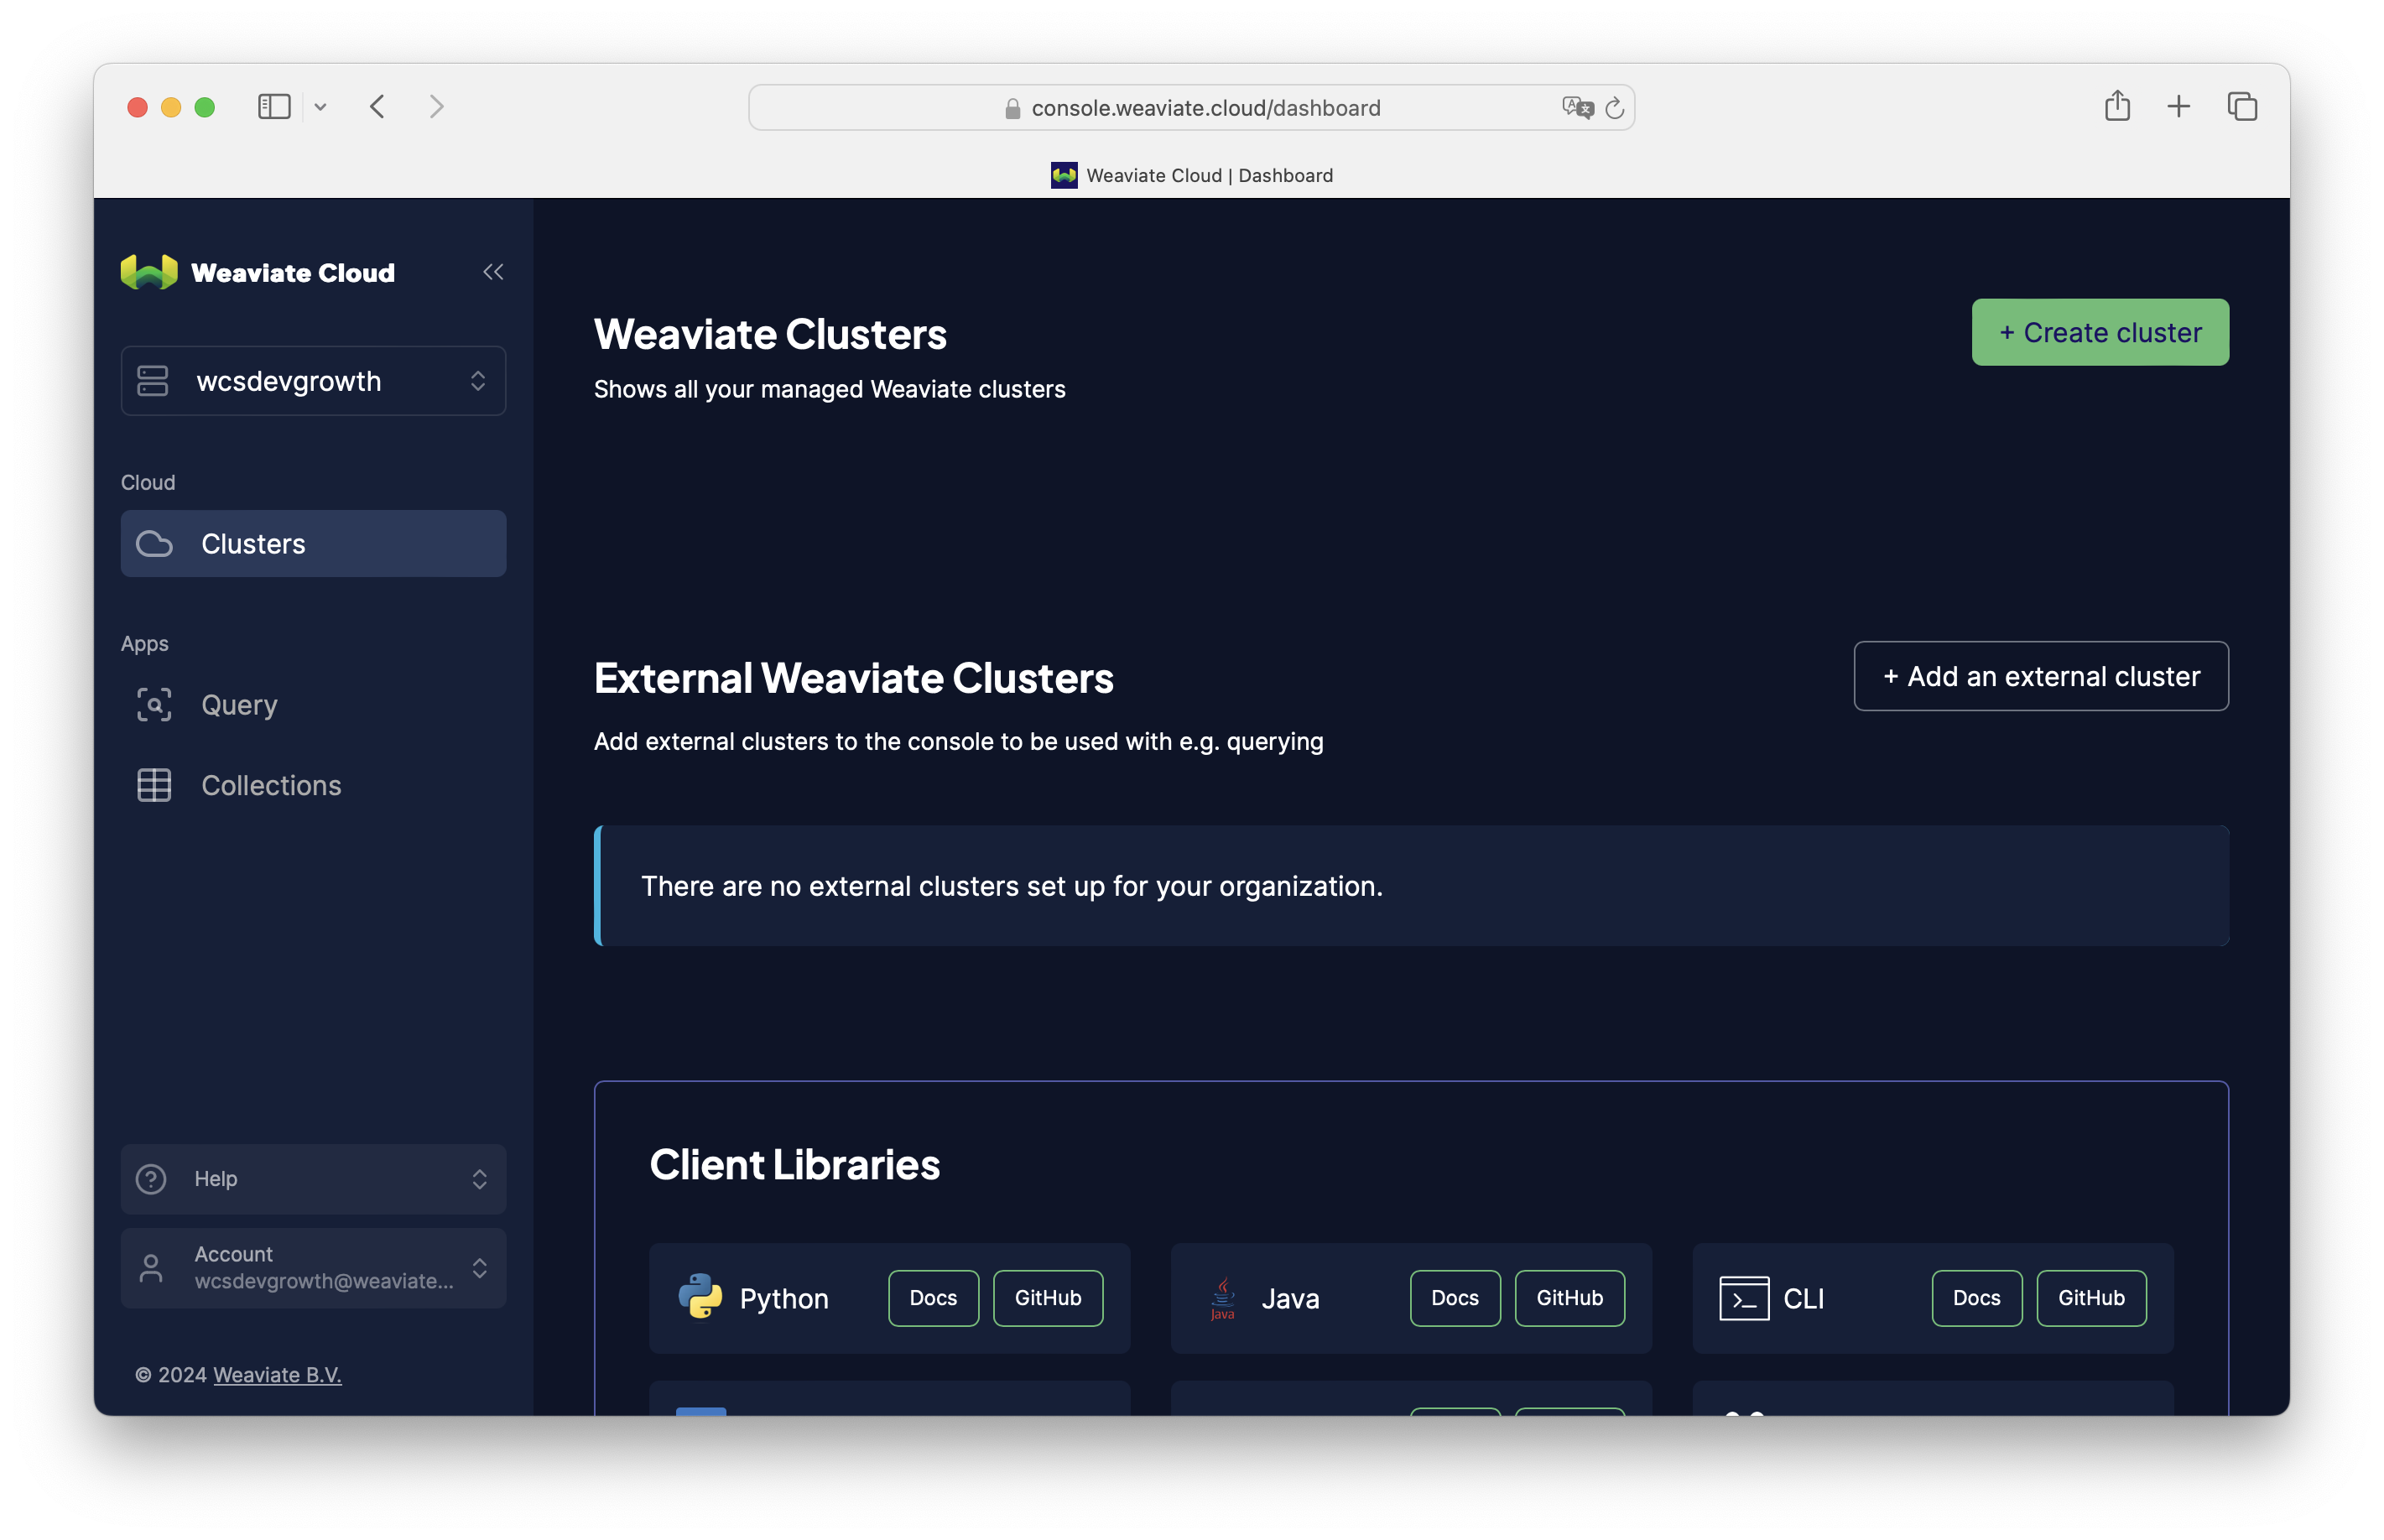 console.weaviate.cloud/dashboard
Weaviate Cloud | Dashboard
Weaviate Cloud
wcsdevgrowth
Cloud
Clusters
Apps
Query
Collections
Help
Account
wcsdevgrowth@weaviate...
© 2024 Weaviate B.V.
Weaviate Clusters
+ Create cluster
Shows all your managed Weaviate clusters
External Weaviate Clusters
+ Add an external cluster
Add external clusters to the console to be used with e.g. querying
There are no external clusters set up for your organization.
Client Libraries
Python Docs GitHub
Java Java Docs GitHub
CLI Docs GitHub